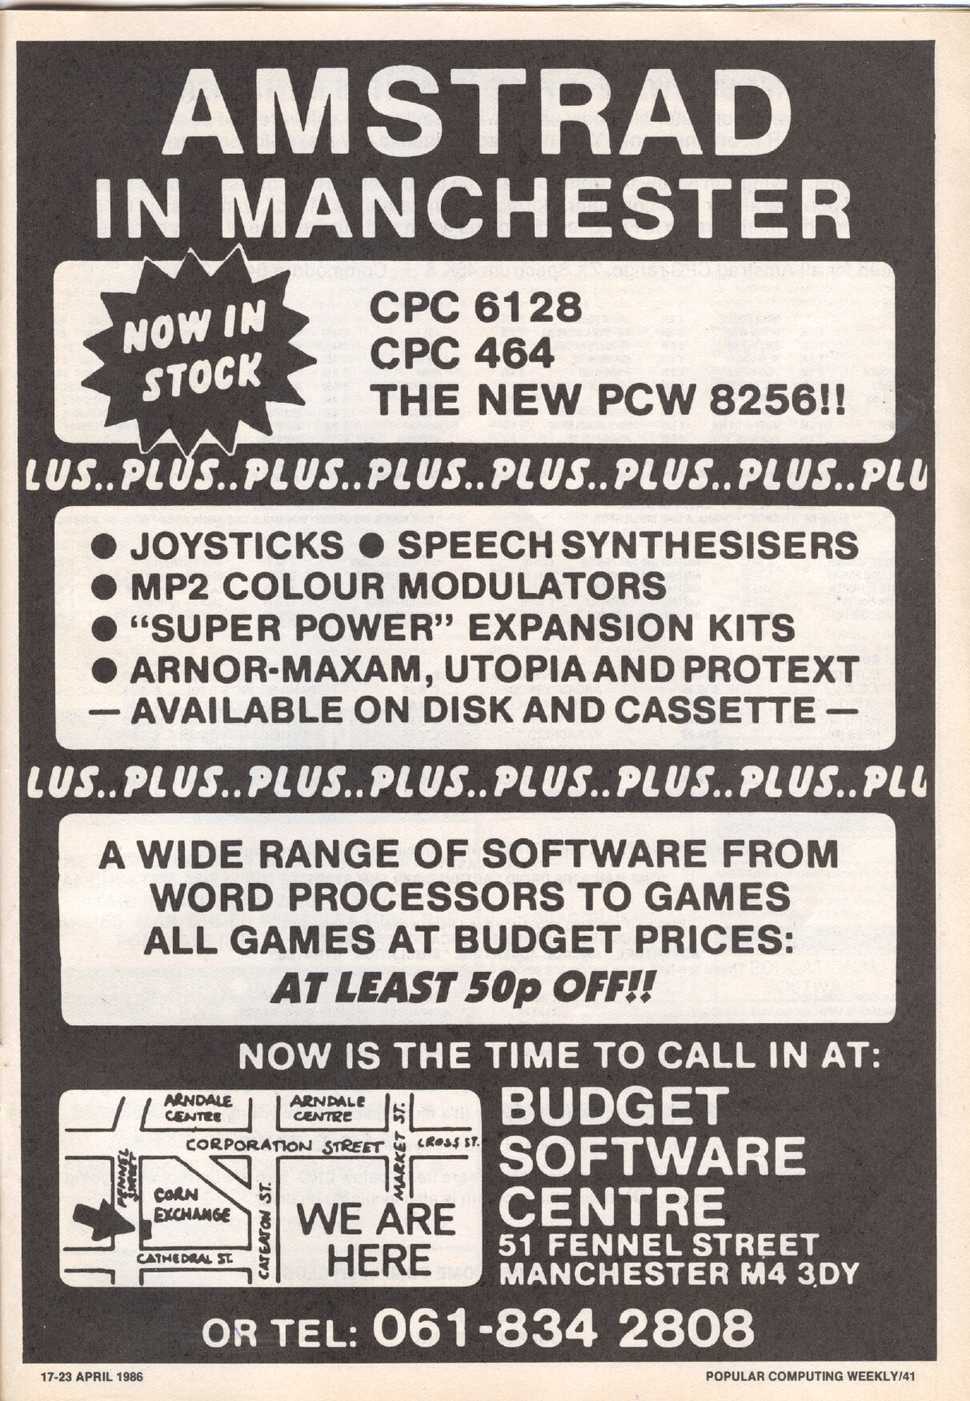 AMSTRAD
IN MANCHESTER
NOW IN
STOCK
CPC 6128
CPC 464
THE NEW PCW 8256!!
LUS..PLUS..PLUS..PLUS..PLUS..PLUS..PLUS..PLU
● JOYSTICKS ● SPEECH SYNTHESISERS
● MP2 COLOUR MODULATORS
● “SUPER POWER” EXPANSION KITS
● ARNOR-MAXAM, UTOPIA AND PROTEXT
— AVAILABLE ON DISK AND CASSETTE —
LUS..PLUS..PLUS..PLUS..PLUS..PLUS..PLUS..PLU
A WIDE RANGE OF SOFTWARE FROM
WORD PROCESSORS TO GAMES
ALL GAMES AT BUDGET PRICES:
AT LEAST 50p OFF!!
NOW IS THE TIME TO CALL IN AT:
ARNDALE
CENTRE
ARNDALE
CENTRE
MARKET ST.
CORPORATION STREET
CROSS ST.
FENNEL
STREET
CORN
EXCHANGE
CATEATON ST.
CATHEDRAL ST.
WE ARE
HERE
BUDGET
SOFTWARE
CENTRE
51 FENNEL STREET
MANCHESTER M4 3DY
OR TEL: 061-834 2808
17-23 APRIL 1986
POPULAR COMPUTING WEEKLY/41